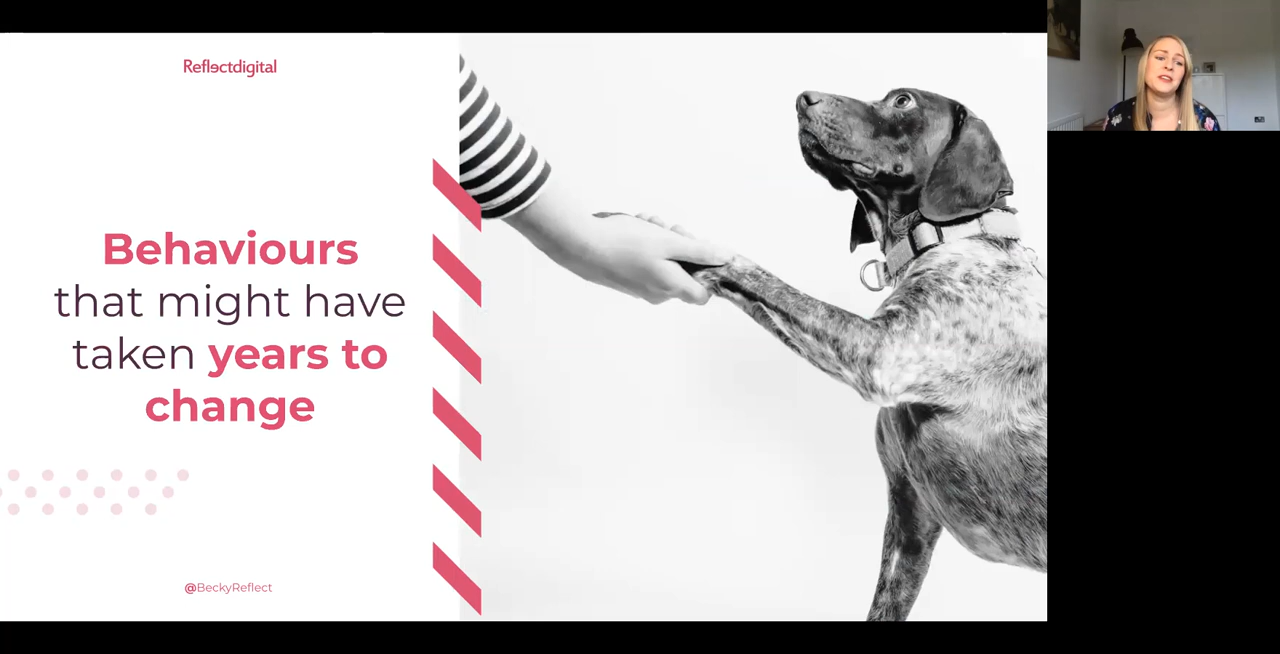 Reflectdigital
Behaviours
that might have
taken years to
change
@BeckyReflect